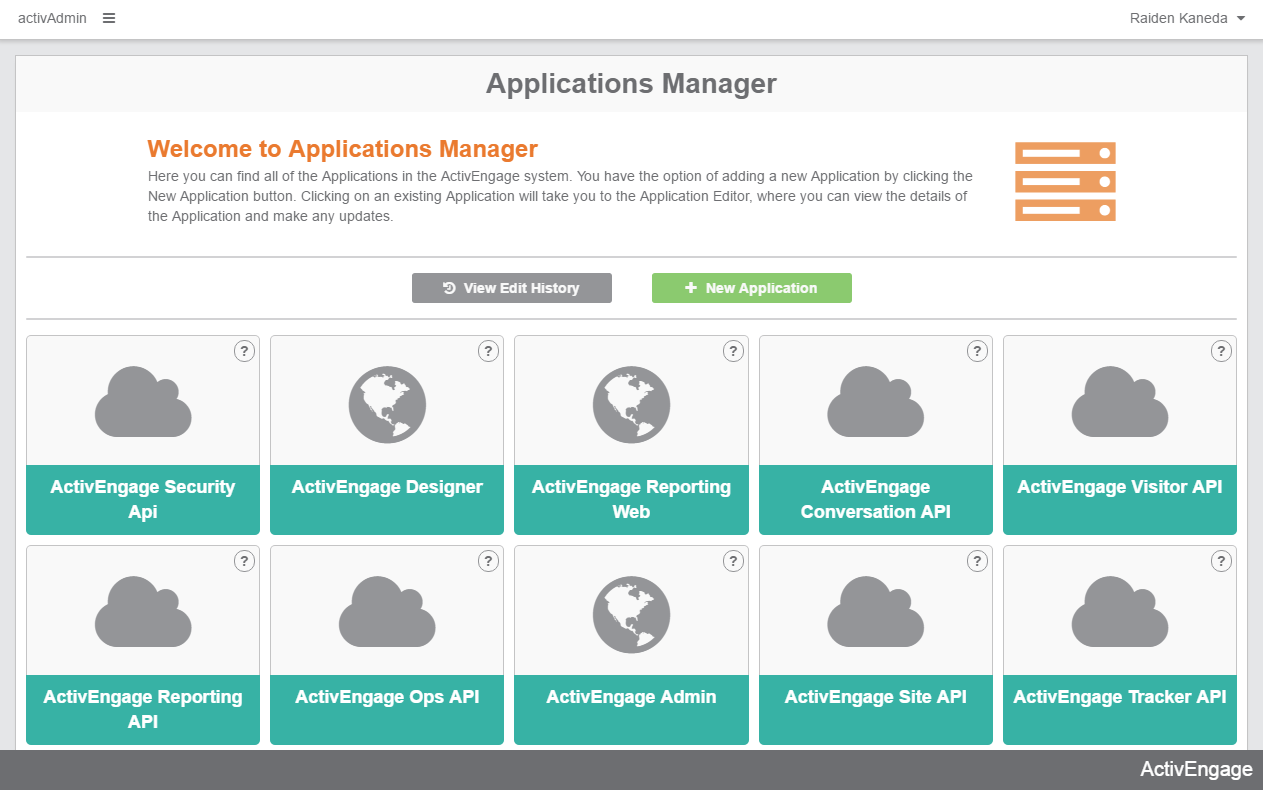 activAdmin
Raiden Kaneda
Applications Manager
Welcome to Applications Manager
Here you can find all of the Applications in the ActivEngage system. You have the option of adding a new Application by clicking the
New Application button. Clicking on an existing Application will take you to the Application Editor, where you can view the details of
the Application and make any updates.
View Edit History
New Application
?
?
?
?
?
ActivEngage Security
Api
ActivEngage Designer
ActivEngage Reporting
Web
ActivEngage
Conversation API
ActivEngage Visitor API
?
?
?
?
?
ActivEngage Reporting
API
ActivEngage Ops API
ActivEngage Admin
ActivEngage Site API
ActivEngage Tracker API
ActivEngage